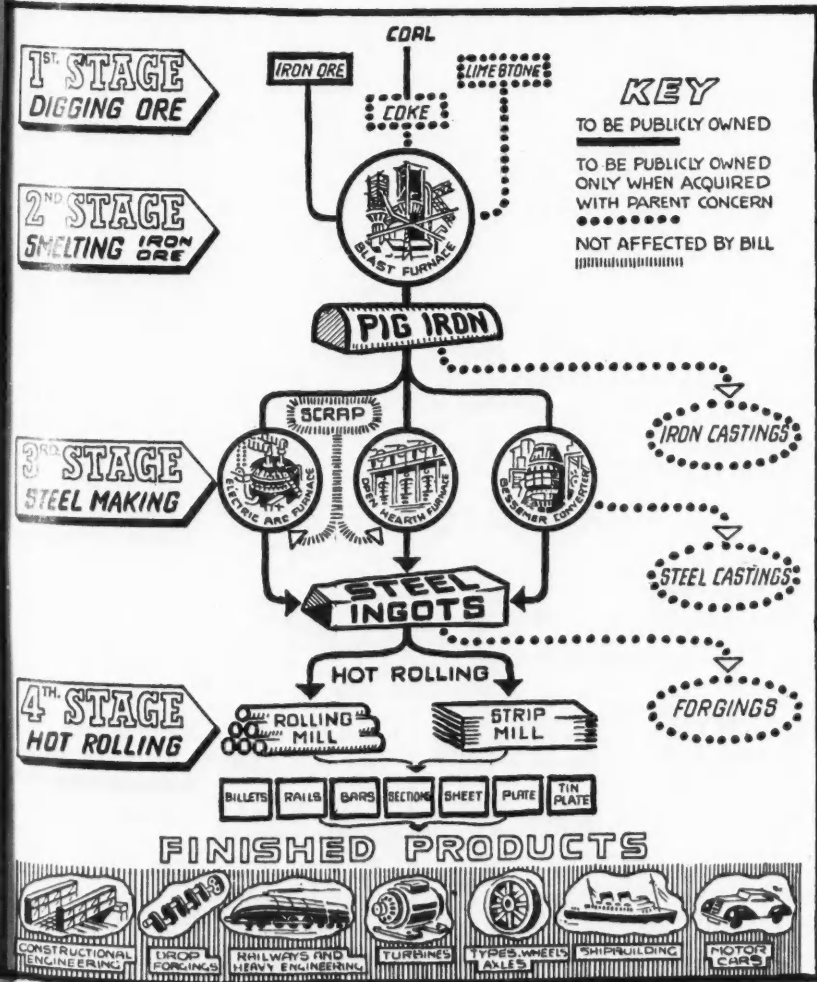 1ST. STAGE
DIGGING ORE
COAL
IRON ORE
COKE
LIMESTONE
KEY
TO BE PUBLICLY OWNED
TO BE PUBLICLY OWNED
ONLY WHEN ACQUIRED
WITH PARENT CONCERN
NOT AFFECTED BY BILL
2ND STAGE
SMELTING IRON
ORE
BLAST FURNACE
PIG IRON
3RD. STAGE
STEEL MAKING
SCRAP
ELECTRIC ARC FURNACE
OPEN HEARTH FURNACE
BESSEMER CONVERTER
IRON CASTINGS
STEEL CASTINGS
STEEL
INGOTS
4TH. STAGE
HOT ROLLING
HOT ROLLING
ROLLING
MILL
STRIP
MILL
FORGINGS
BILLETS
RAILS
BARS
SECTIONS
SHEET
PLATE
TIN
PLATE
FINISHED PRODUCTS
CONSTRUCTIONAL
ENGINEERING
DROP
FORGINGS
RAILWAYS AND
HEAVY ENGINEERING
TURBINES
TYPES, WHEELS
AXLES
SHIPBUILDING
MOTOR
CARS